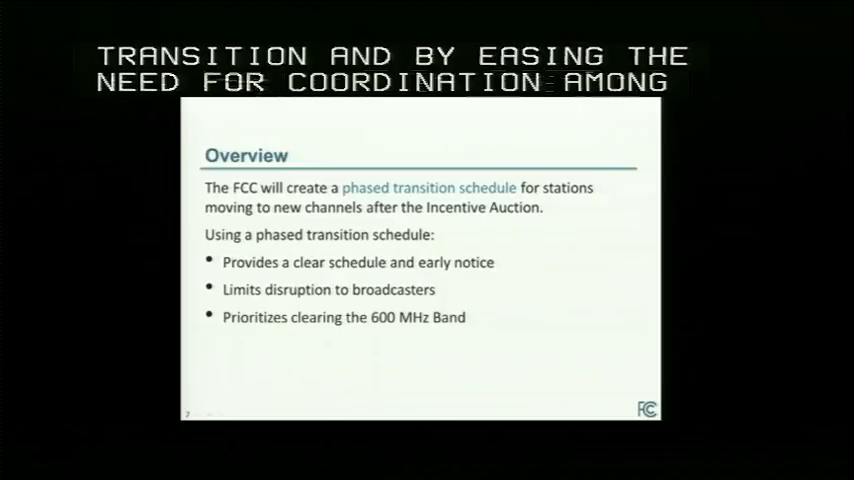 TRANSITION AND BY EASING THE
NEED FOR COORDINATION AMONG
Overview
The FCC will create a phased transition schedule for stations
moving to new channels after the Incentive Auction.
Using a phased transition schedule:
• Provides a clear schedule and early notice
• Limits disruption to broadcasters
• Prioritizes clearing the 600 MHz Band
7
FCC